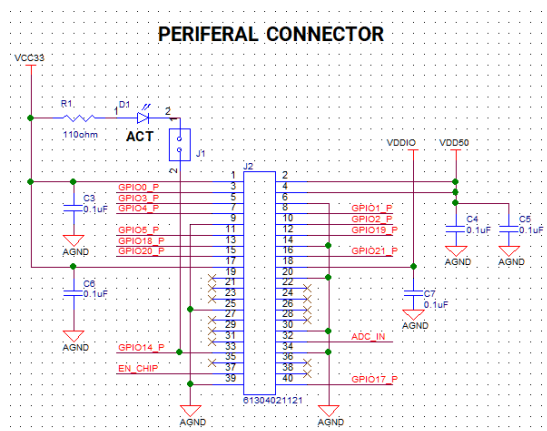 PERIFERAL CONNECTOR
VCC33
R1
110ohm
1
D1
2
ACT
1
J1
2
VDDIO
VDD50
J2
1
2
GPIO0_P
3
4
GPIO3_P
5
6
GPIO4_P
7
8
GPIO1_P
9
10
GPIO2_P
GPIO5_P
11
12
GPIO19_P
GPIO18_P
13
14
GPIO20_P
15
16
GPIO21_P
17
18
19
20
21
22
23
24
25
26
27
28
29
30
31
32
ADC_IN
GPIO14_P
33
34
35
36
EN_CHIP
37
38
39
40
GPIO17_P
61304021121
C3
0.1uF
AGND
C6
0.1uF
AGND
C4
0.1uF
AGND
C5
0.1uF
AGND
C7
0.1uF
AGND
AGND
AGND